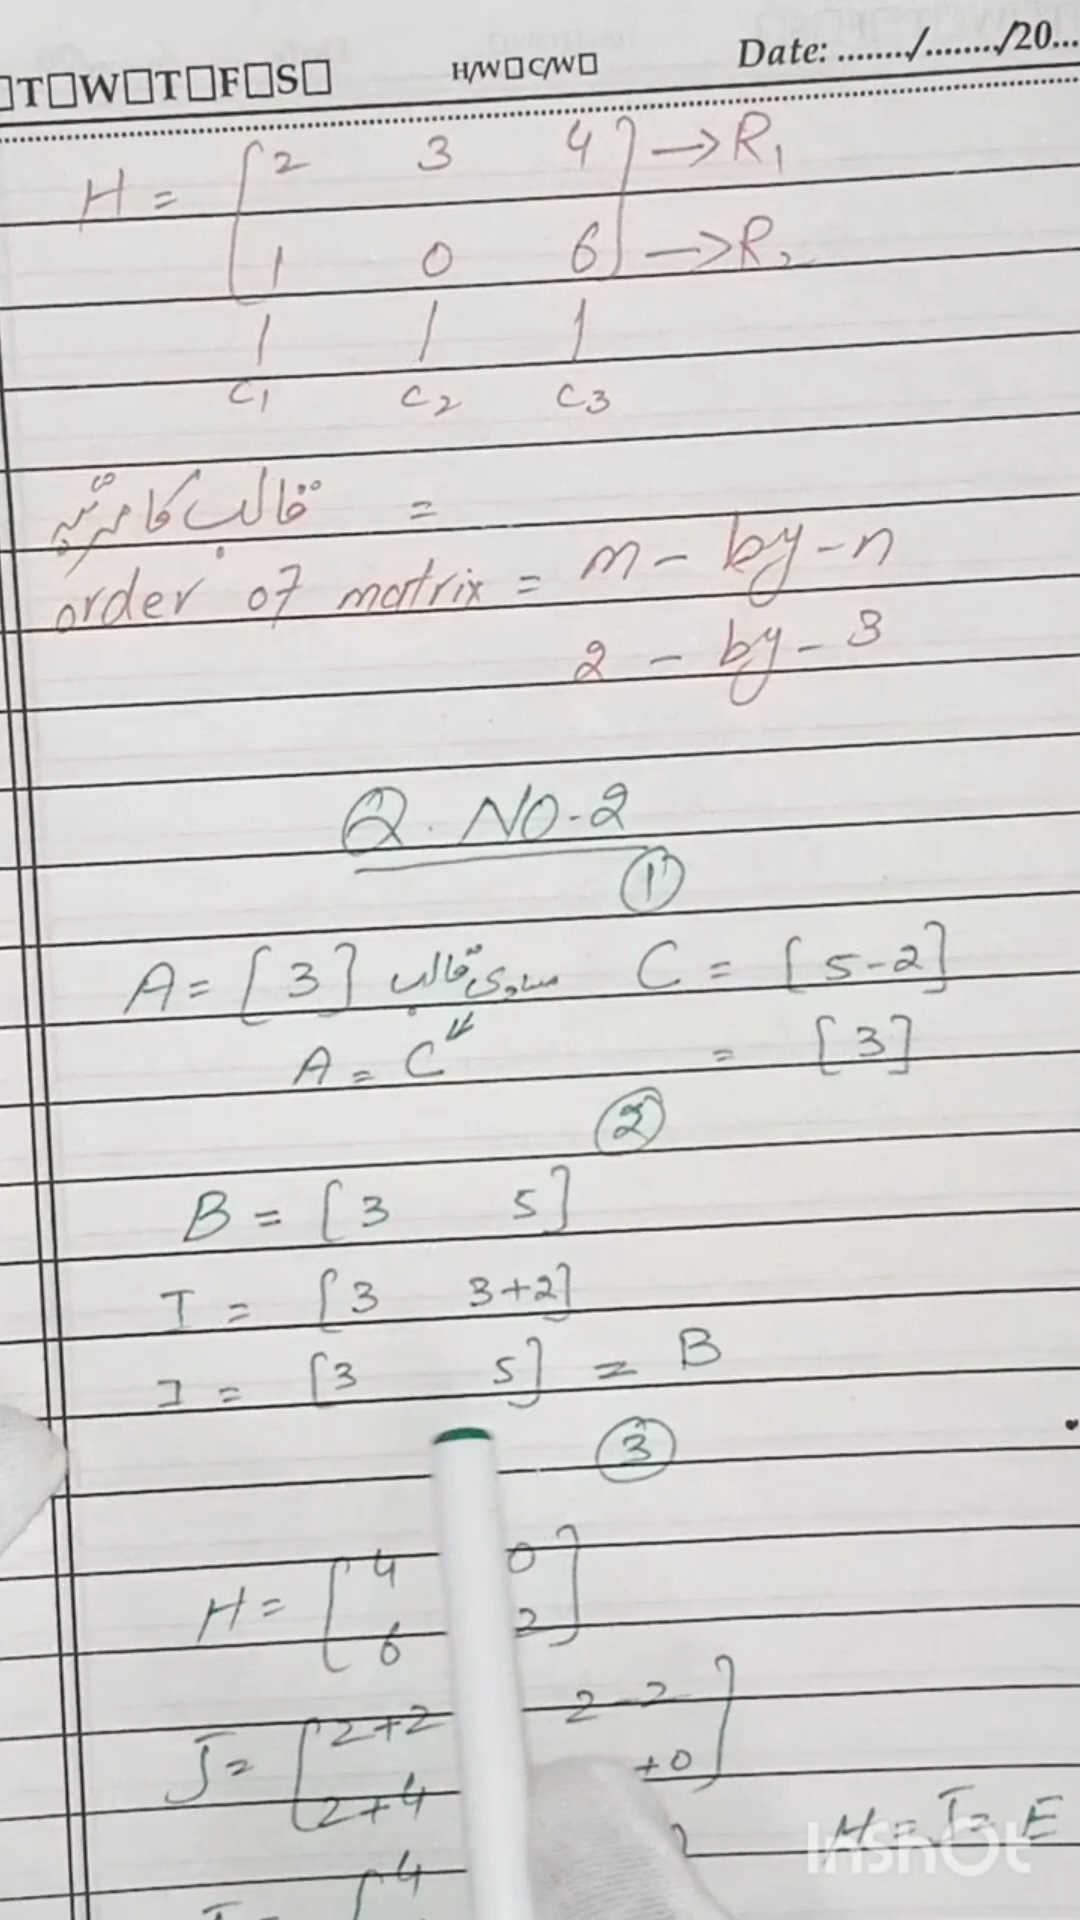 T☐W☐T☐F☐S☐ H/W☐C/W☐ Date: ......./......./20...
H = [2 3 4] → R₁
[1 0 6] → R₂
| | |
C₁ C₂ C₃
قالب کا مرتبہ =
order of matrix = m - by - n
2 - by - 3
Q. NO-2
①
A = [3] مساوی قالب C = [5-2]
A = C = [3]
②
B = [3 5]
I = [3 3+2]
I = [3 5] = B
③
H = [4 0]
[6 2]
J = [2+2 2-2]
[2+4 +0]
H = J = E
[4
InShOt